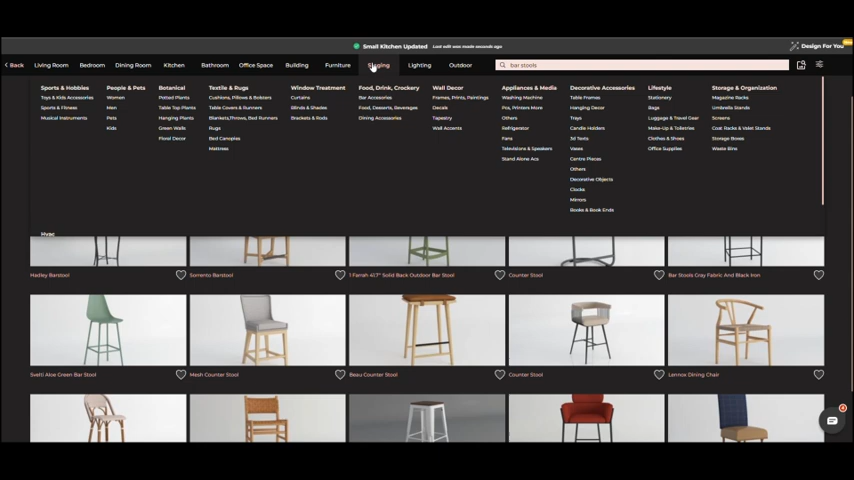 Small Kitchen Updated Last edit was made seconds ago
Design For You
Back Living Room Bedroom Dining Room Kitchen Bathroom Office Space Building Furniture Staging Lighting Outdoor bar stools
Sports & Hobbies
Toys & Kids Accessories
Sports & Fitness
Musical Instruments
People & Pets
Women
Men
Pets
Kids
Botanical
Potted Plants
Table Top Plants
Hanging Plants
Green Walls
Floral Decor
Textile & Rugs
Cushions, Pillows & Bolsters
Table Covers & Runners
Blankets,Throws, Bed Runners
Rugs
Bed Canopies
Mattress
Window Treatment
Curtains
Blinds & Shades
Brackets & Rods
Food, Drink, Crockery
Bar Accessories
Food, Desserts, Beverages
Dining Accessories
Wall Decor
Frames, Prints, Paintings
Decals
Tapestry
Wall Accents
Appliances & Media
Washing Machine
Pcs, Printers More
Others
Refrigerator
Fans
Televisions & Speakers
Stand Alone Acs
Decorative Accessories
Table Frames
Hanging Decor
Trays
Candle Holders
3d Texts
Vases
Centre Pieces
Others
Decorative Objects
Clocks
Mirrors
Books & Book Ends
Lifestyle
Stationery
Bags
Luggage & Travel Gear
Make-Up & Toiletries
Clothes & Shoes
Office Supplies
Storage & Organization
Magazine Racks
Umbrella Stands
Screens
Coat Racks & Valet Stands
Storage Boxes
Waste Bins
Hvac
Hadley Barstool
Sorrento Barstool
1 Farrah 41.7" Solid Back Outdoor Bar Stool
Counter Stool
Bar Stools Gray Fabric And Black Iron
Svelti Aloe Green Bar Stool
Mesh Counter Stool
Beau Counter Stool
Counter Stool
Lennox Dining Chair
4